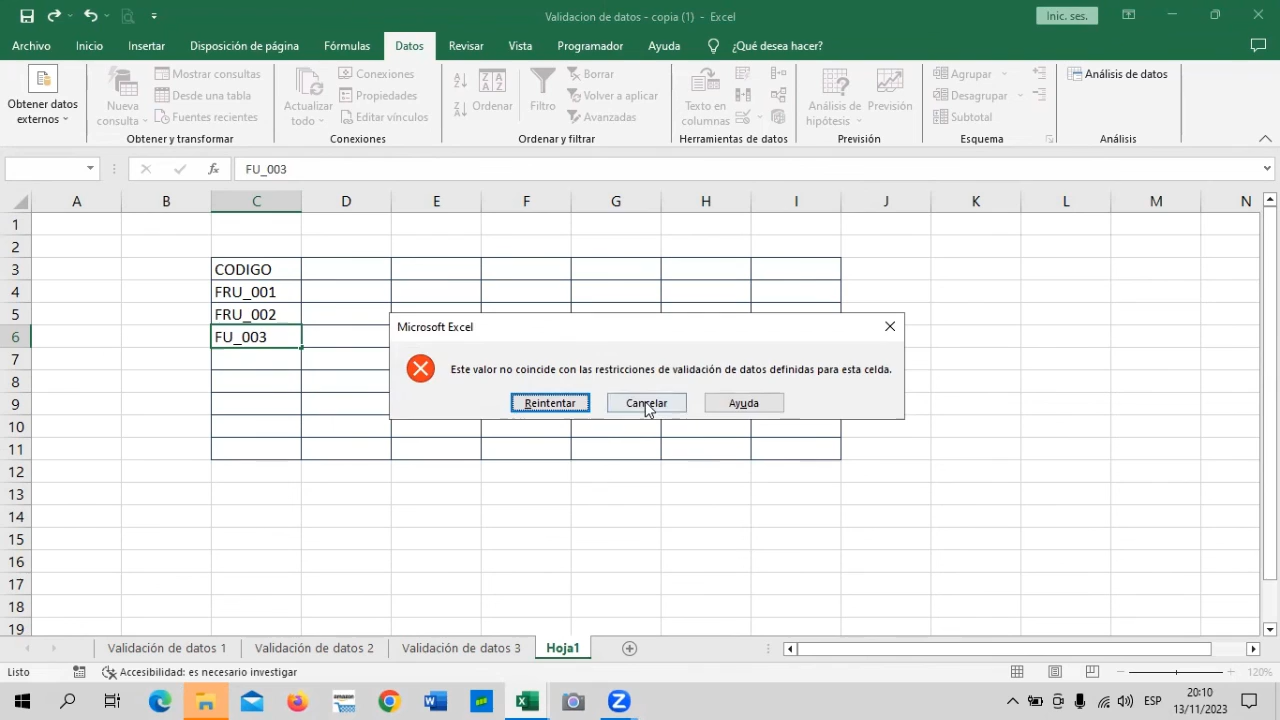 Validacion de datos - copia (1) - Excel
Inic. ses.
Archivo Inicio Insertar Disposición de página Fórmulas Datos Revisar Vista Programador Ayuda ¿Qué desea hacer?
Obtener datos externos
Nueva consulta
Mostrar consultas
Desde una tabla
Fuentes recientes
Obtener y transformar
Actualizar todo
Conexiones
Propiedades
Editar vínculos
Conexiones
Ordenar
Filtro
Borrar
Volver a aplicar
Avanzadas
Ordenar y filtrar
Texto en columnas
Herramientas de datos
Análisis de hipótesis
Previsión
Previsión
Agrupar
Desagrupar
Subtotal
Esquema
Análisis de datos
Análisis
fx FU_003
A B C D E F G H I J K L M N
1
2
3 CODIGO
4 FRU_001
5 FRU_002
6 FU_003
7
8
9
10
11
12
13
14
15
16
17
18
19
Microsoft Excel
Este valor no coincide con las restricciones de validación de datos definidas para esta celda.
Reintentar Cancelar Ayuda
Validación de datos 1 Validación de datos 2 Validación de datos 3 Hoja1
Listo Accesibilidad: es necesario investigar 120%
ESP
20:10
13/11/2023